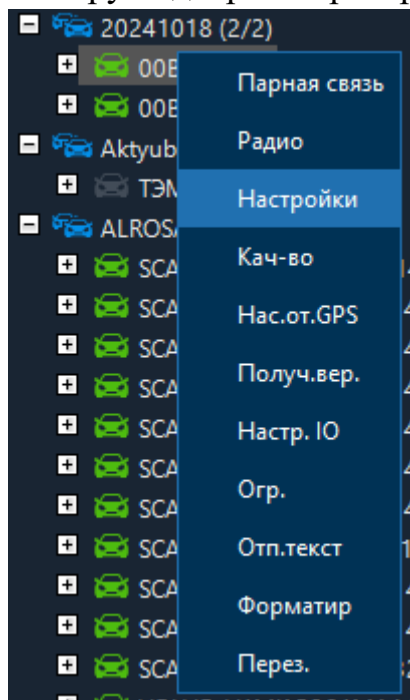 20241018 (2/2)
00E
00E
Aktyub
ТЭМ
ALROSA
SCA
SCA
SCA
SCA
SCA
SCA
SCA
SCA
SCA
SCA
SCA
Парная связь
Радио
Настройки
Кач-во
Нас.от.GPS
Получ.вер.
Настр. IO
Огр.
Отп.текст
Форматир
Перез.